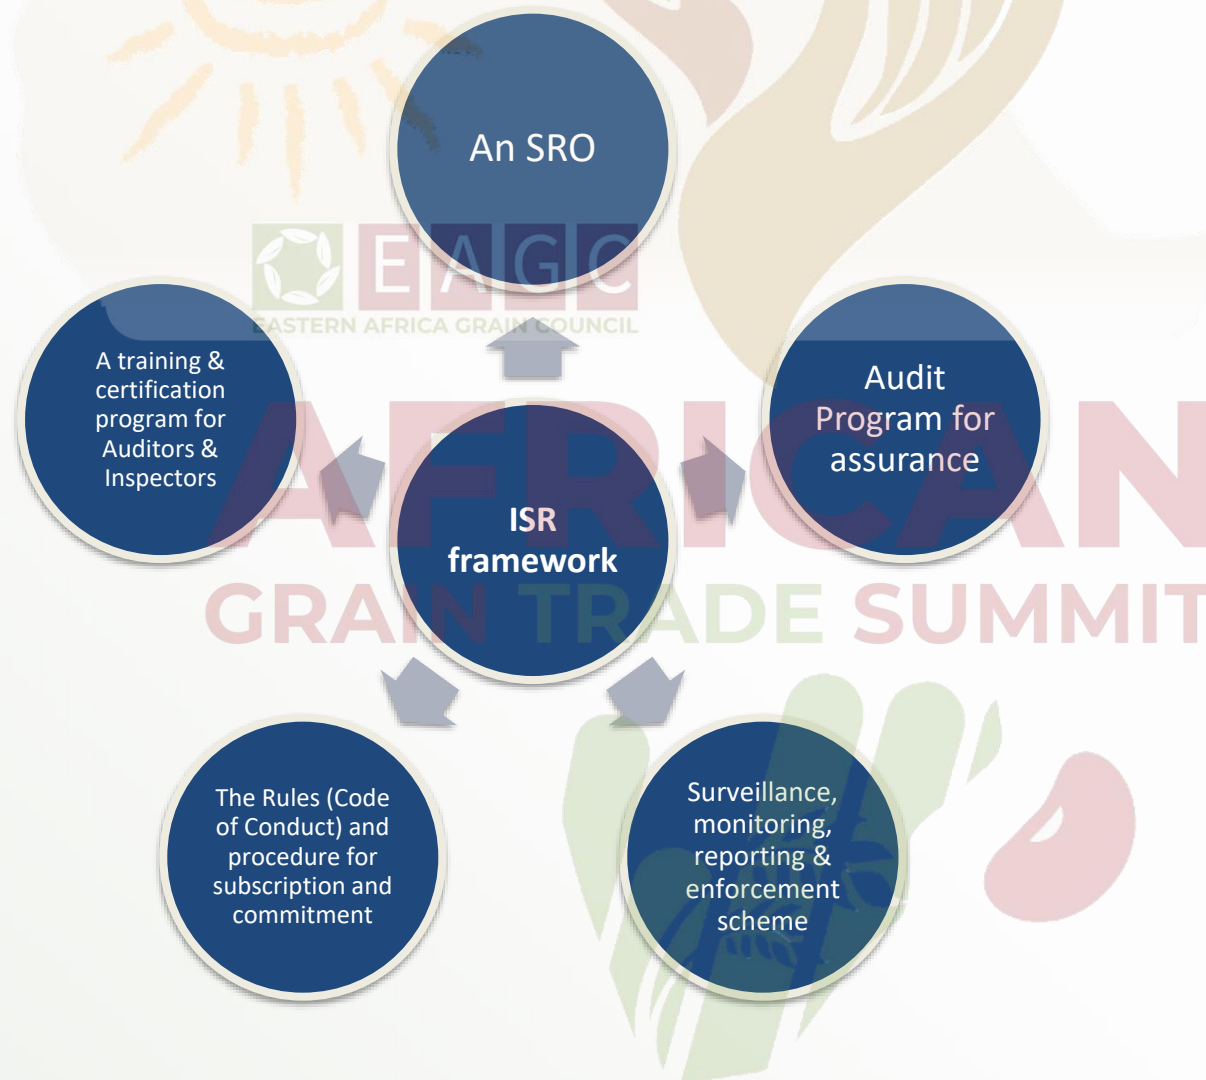 An SRO
EAGC
EASTERN AFRICA GRAIN COUNCIL
A training &
certification
program for
Auditors &
Inspectors
Audit
Program for
assurance
AFRICAN
ISR
framework
GRAIN TRADE SUMMIT
The Rules (Code
of Conduct) and
procedure for
subscription and
commitment
Surveillance,
monitoring,
reporting &
enforcement
scheme